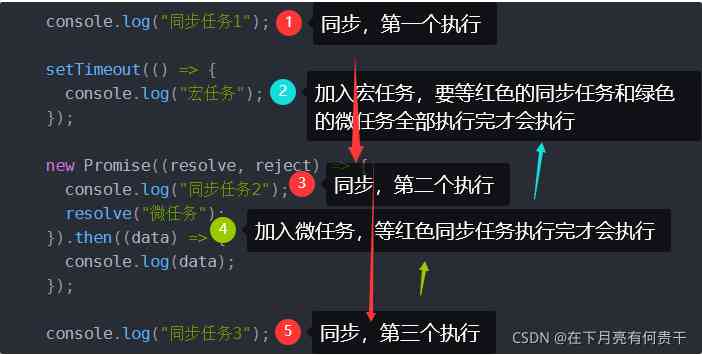 console.log("同步任务1"); 1 同步，第一个执行
setTimeout(() => {
console.log("宏任务"); 2 加入宏任务，要等红色的同步任务和绿色
的微任务全部执行完才会执行
});
new Promise((resolve, reject) => {
console.log("同步任务2"); 3 同步，第二个执行
resolve("微任务");
}).then((data) => { 4 加入微任务，等红色同步任务执行完才会执行
console.log(data);
});
console.log("同步任务3"); 5 同步，第三个执行
CSDN @在下月亮有何贵干